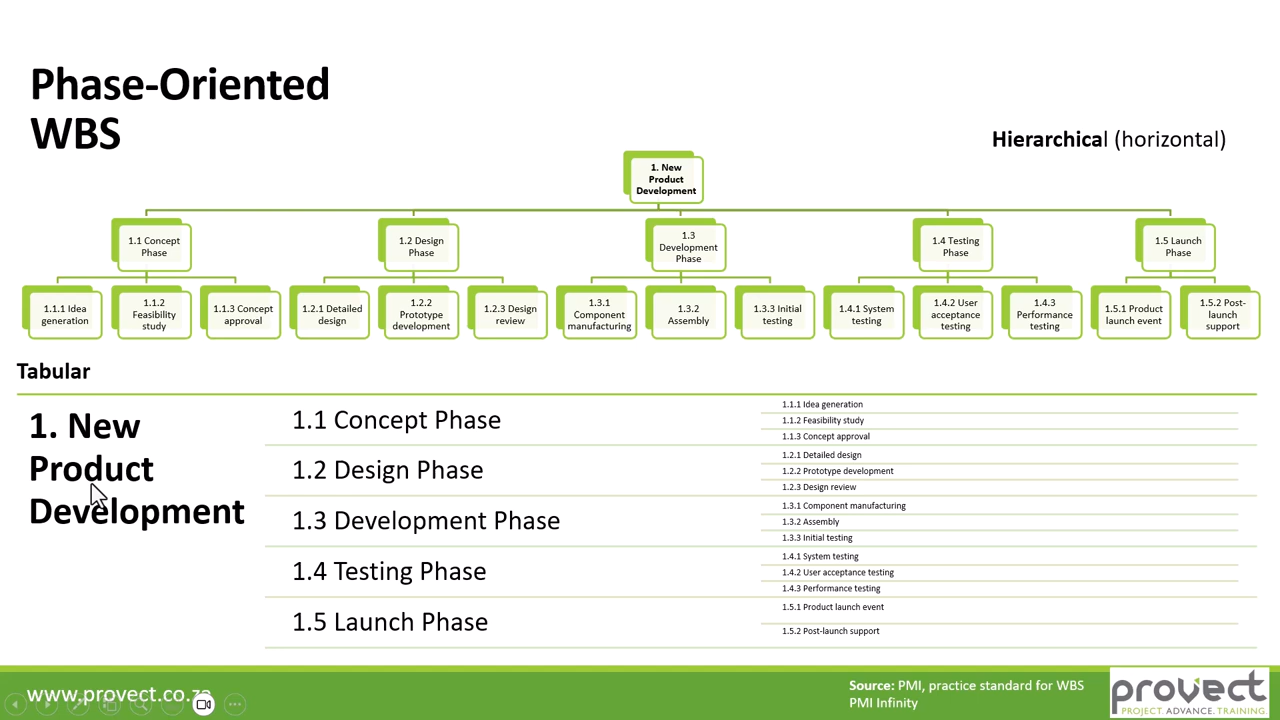 Phase-Oriented
WBS
Hierarchical (horizontal)
1. New
Product
Development
1.1 Concept
Phase
1.2 Design
Phase
1.3
Development
Phase
1.4 Testing
Phase
1.5 Launch
Phase
1.1.1 Idea
generation
1.1.2
Feasibility
study
1.1.3 Concept
approval
1.2.1 Detailed
design
1.2.2
Prototype
development
1.2.3 Design
review
1.3.1
Component
manufacturing
1.3.2
Assembly
1.3.3 Initial
testing
1.4.1 System
testing
1.4.2 User
acceptance
testing
1.4.3
Performance
testing
1.5.1 Product
launch event
1.5.2 Post-
launch
support
Tabular
1. New
Product
Development
1.1 Concept Phase
1.1.1 Idea generation
1.1.2 Feasibility study
1.1.3 Concept approval
1.2 Design Phase
1.2.1 Detailed design
1.2.2 Prototype development
1.2.3 Design review
1.3 Development Phase
1.3.1 Component manufacturing
1.3.2 Assembly
1.3.3 Initial testing
1.4 Testing Phase
1.4.1 System testing
1.4.2 User acceptance testing
1.4.3 Performance testing
1.5 Launch Phase
1.5.1 Product launch event
1.5.2 Post-launch support
www.provect.co.za
Source: PMI, practice standard for WBS
PMI Infinity
provect
PROJECT. ADVANCE. TRAINING.